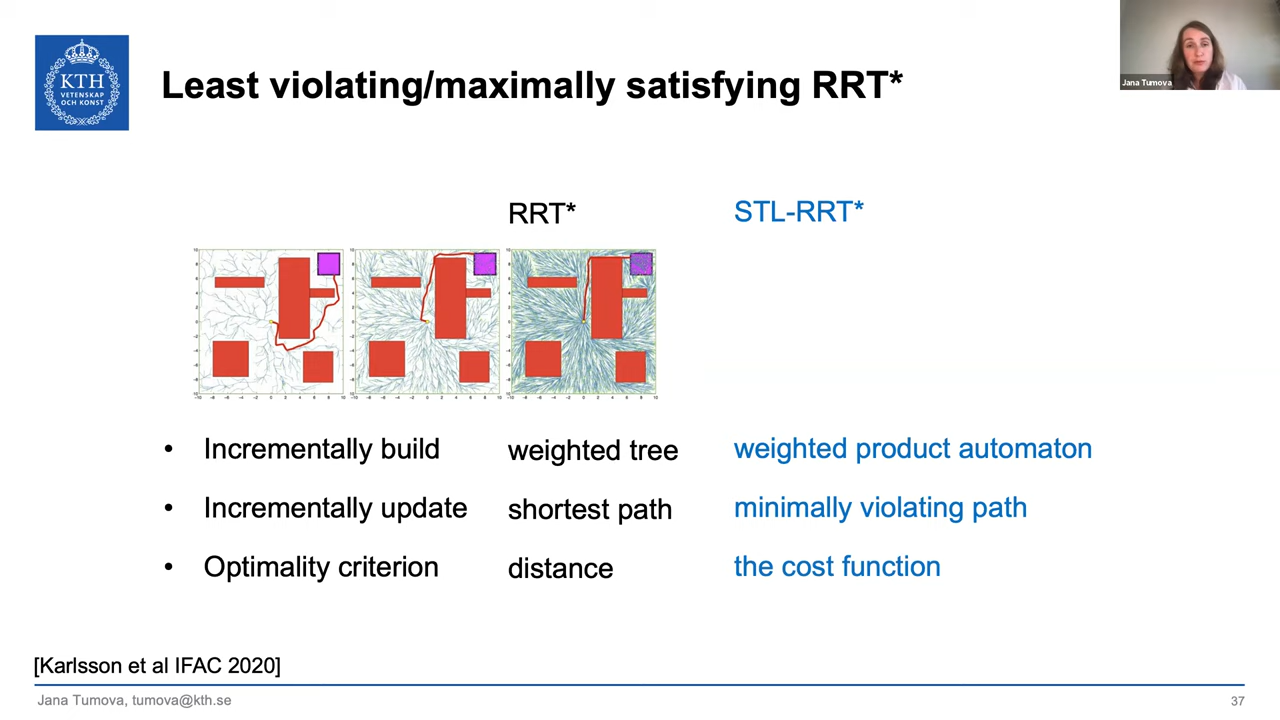 Jana Tumova
KTH
VETENSKAP
OCH KONST
Least violating/maximally satisfying RRT*
RRT* STL-RRT*
• Incrementally build weighted tree weighted product automaton
• Incrementally update shortest path minimally violating path
• Optimality criterion distance the cost function
[Karlsson et al IFAC 2020]
Jana Tumova, tumova@kth.se 37